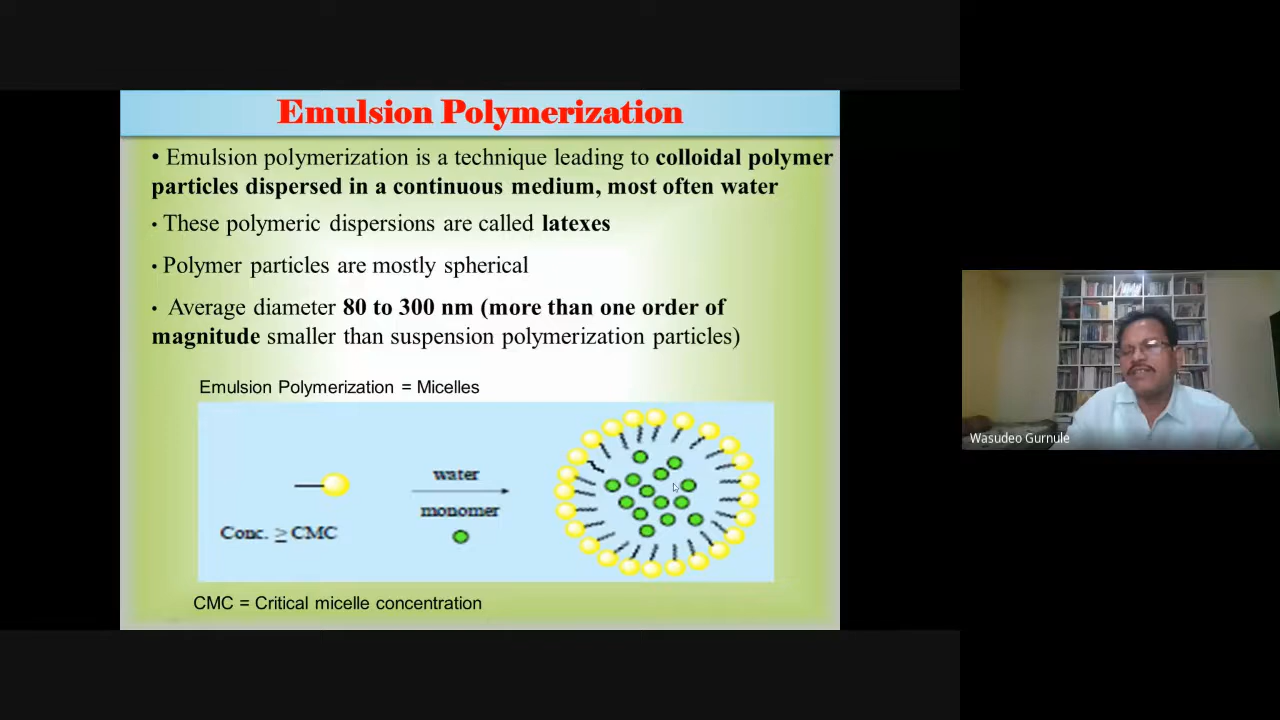 Emulsion Polymerization
• Emulsion polymerization is a technique leading to colloidal polymer
particles dispersed in a continuous medium, most often water
• These polymeric dispersions are called latexes
• Polymer particles are mostly spherical
• Average diameter 80 to 300 nm (more than one order of
magnitude smaller than suspension polymerization particles)
Emulsion Polymerization = Micelles
water
monomer
Conc. ≥ CMC
CMC = Critical micelle concentration
Wasudeo Gurnule